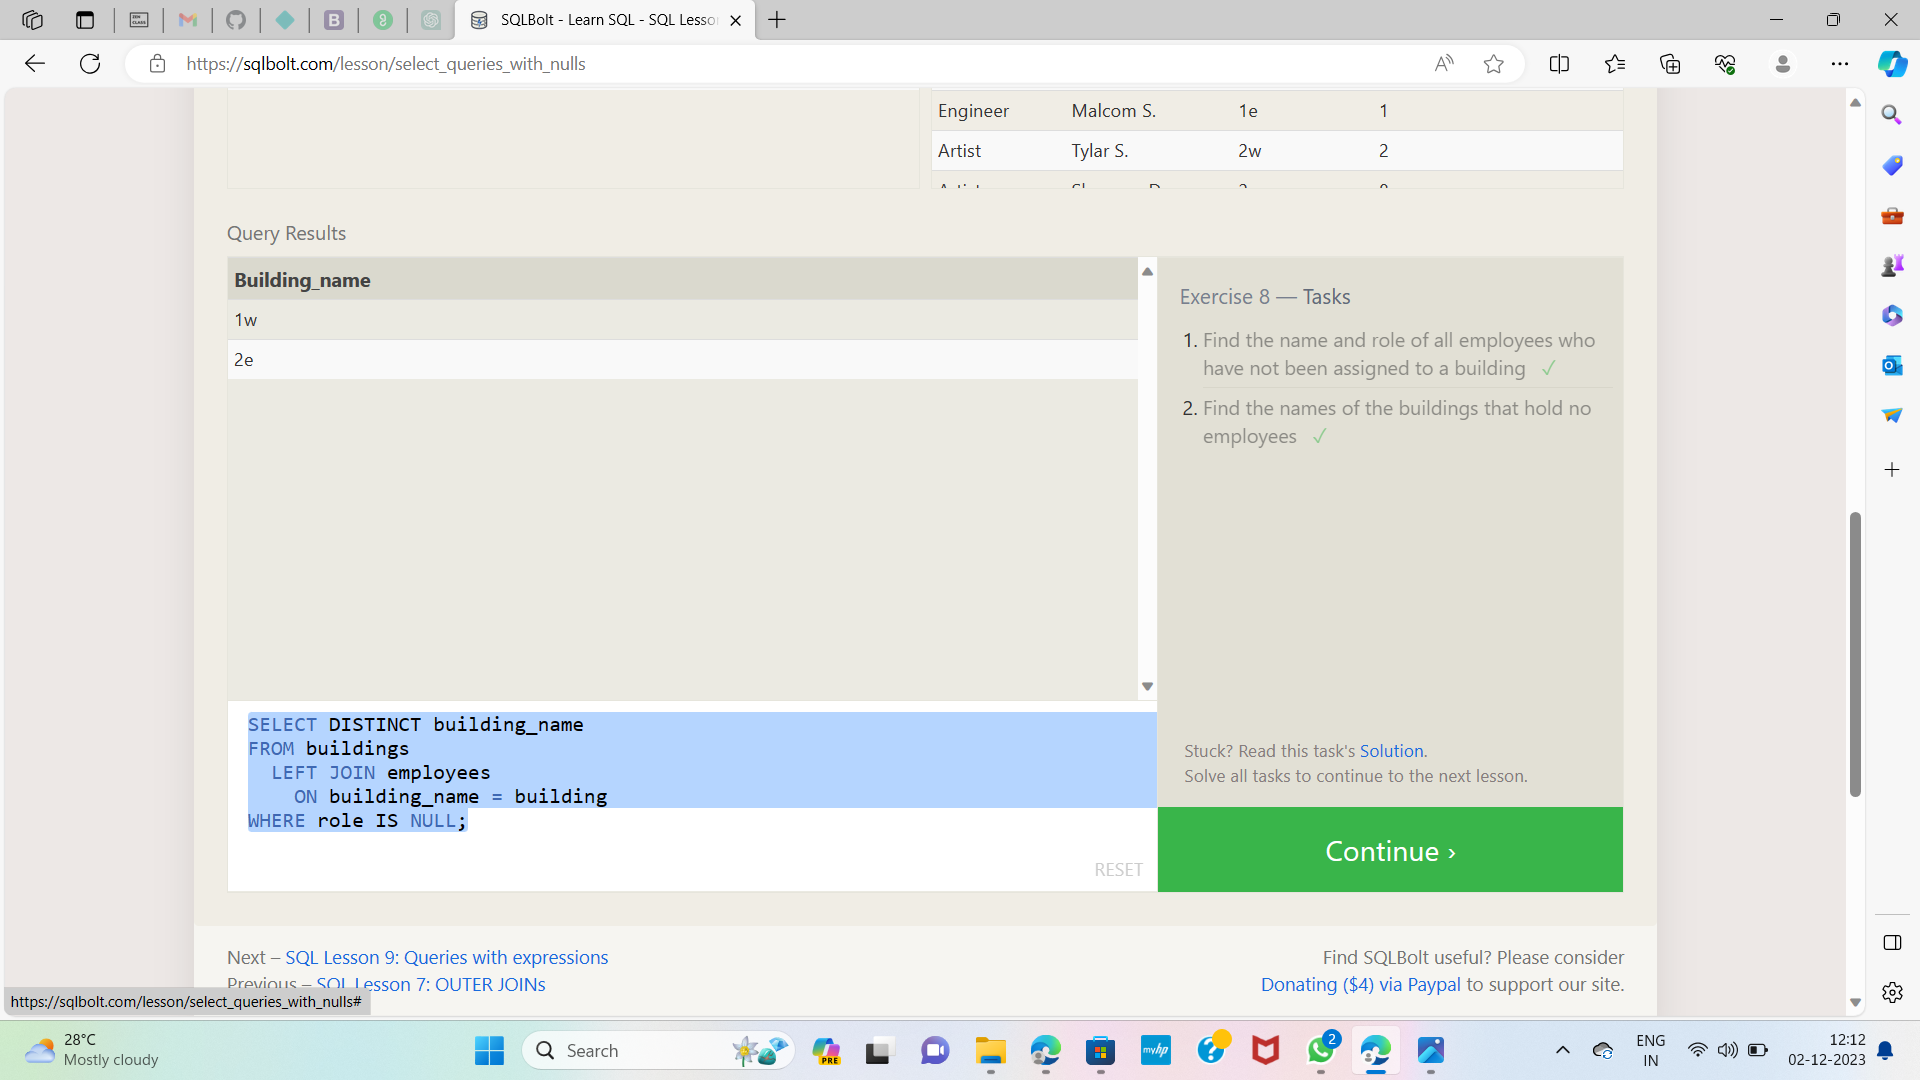 SQLBolt - Learn SQL - SQL Lesso
https://sqlbolt.com/lesson/select_queries_with_nulls
Engineer Malcom S. 1e 1
Artist Tylar S. 2w 2
Query Results
Building_name
1w
2e
Exercise 8 — Tasks
1. Find the name and role of all employees who
have not been assigned to a building ✓
2. Find the names of the buildings that hold no
employees ✓
SELECT DISTINCT building_name
FROM buildings
LEFT JOIN employees
ON building_name = building
WHERE role IS NULL;
RESET
Stuck? Read this task's Solution.
Solve all tasks to continue to the next lesson.
Continue ›
Next – SQL Lesson 9: Queries with expressions
Previous – SQL Lesson 7: OUTER JOINs
Find SQLBolt useful? Please consider
Donating ($4) via Paypal to support our site.
https://sqlbolt.com/lesson/select_queries_with_nulls#
28°C
Mostly cloudy
Search
PRE
myhp
2
ENG
IN
12:12
02-12-2023